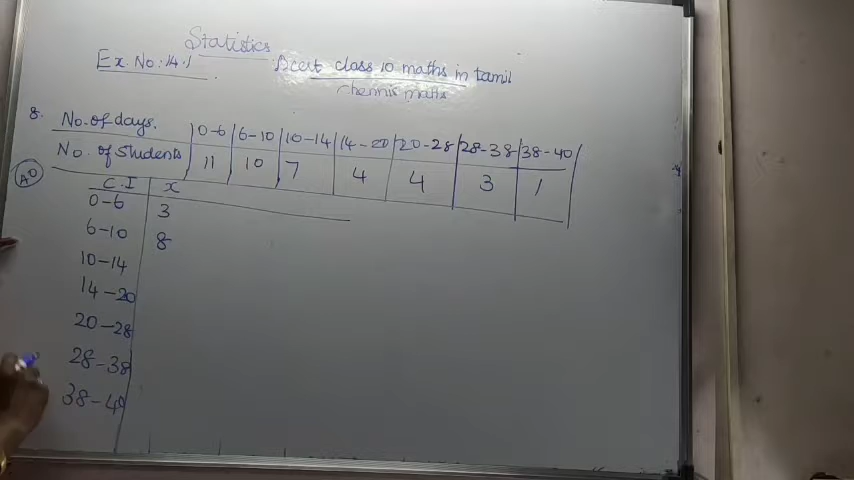 Statistics
Ex. No: 14.1
Ncert class 10 maths in tamil
chennis maths
8. No. of days. 0-6 6-10 10-14 14-20 20-28 28-38 38-40
No. of Students 11 10 7 4 4 3 1
C.I x
0-6 3
6-10 8
10-14
14-20
20-28
28-38
38-40